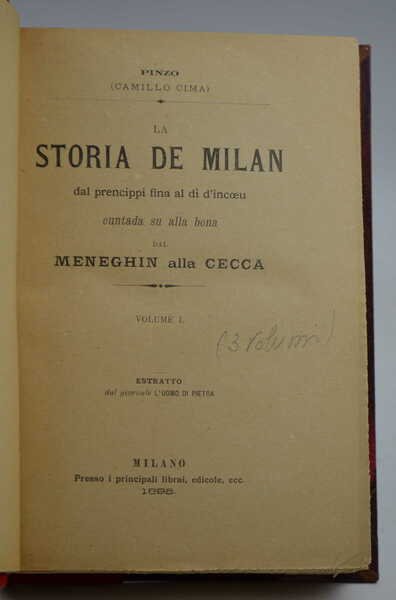 PINZO
(CAMILLO CIMA)
LA
STORIA DE MILAN
dal prencippi fina al dì d'incœu
cuntada su alla bona
DAL
MENEGHIN alla CECCA
VOLUME I.
(3 volumi)
ESTRATTO
dal giornale L'UOMO DI PIETRA
MILANO
Presso i principali librai, edicole, ecc.